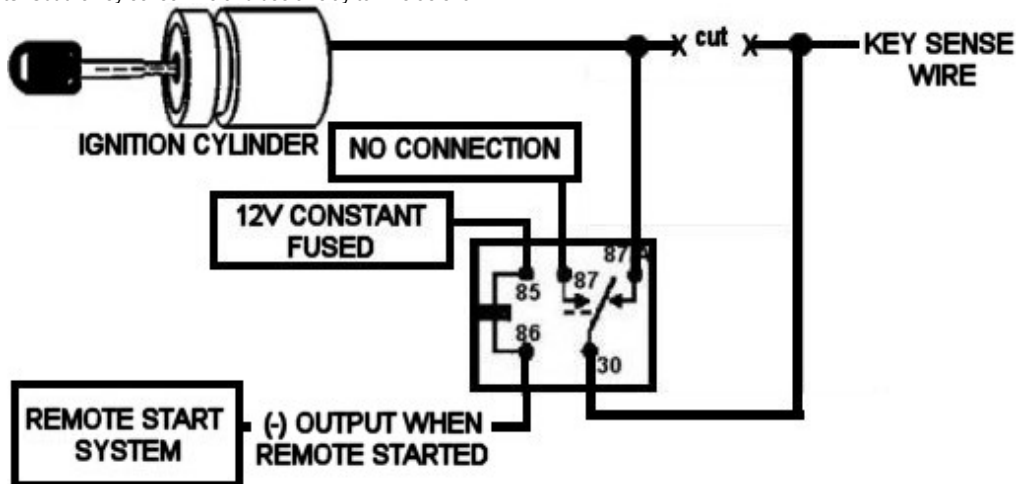 cut
KEY SENSE
WIRE
IGNITION CYLINDER
NO CONNECTION
12V CONSTANT
FUSED
85
87
87A
86
30
REMOTE START
SYSTEM
(-) OUTPUT WHEN
REMOTE STARTED